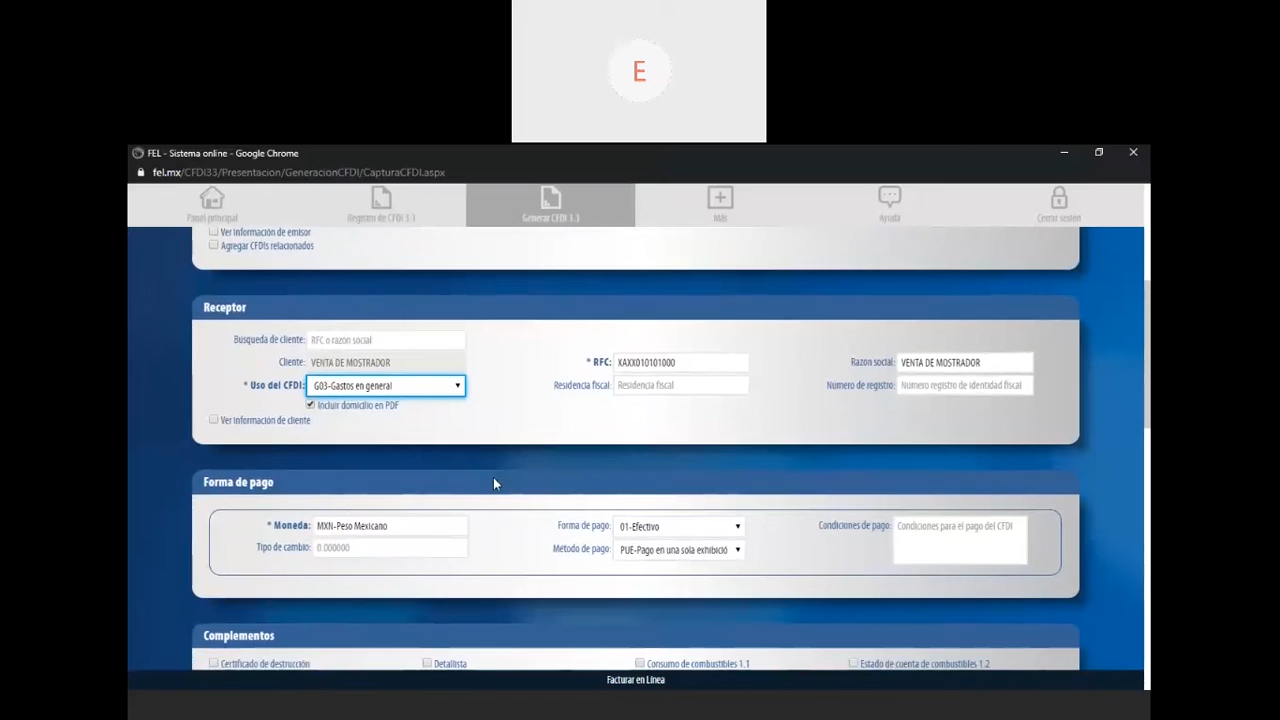 E
FEL - Sistema online - Google Chrome
fel.mx/CFDI33/Presentacion/GeneracionCFDI/CapturaCFDI.aspx
Panel principal
Registro de CFDI 3.3
Generar CFDI 3.3
Más
Ayuda
Cerrar sesión
Ver información de emisor
Agregar CFDIs relacionados
Receptor
Búsqueda de cliente: RFC o razon social
Cliente: VENTA DE MOSTRADOR
* RFC: XAXX010101000
Razon social: VENTA DE MOSTRADOR
* Uso del CFDI: G03-Gastos en general
Residencia fiscal: Residencia fiscal
Numero de registro: Número registro de identidad fiscal
Incluir domicilio en PDF
Ver información de cliente
Forma de pago
* Moneda: MXN-Peso Mexicano
Forma de pago: 01-Efectivo
Condiciones de pago: Condiciones para el pago del CFDI
Tipo de cambio: 0.000000
Método de pago: PUE-Pago en una sola exhibició
Complementos
Certificado de destrucción
Detallista
Consumo de combustibles 1.1
Estado de cuenta de combustibles 1.2
Facturar en Línea